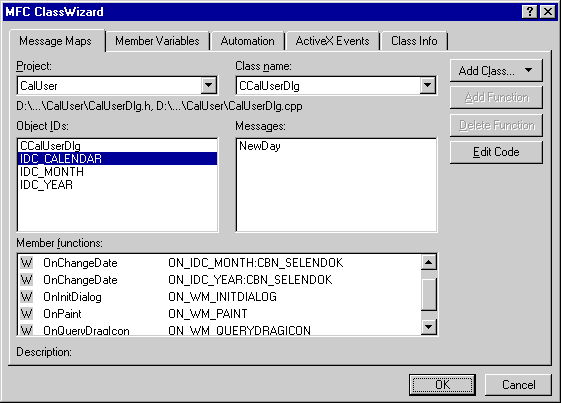 MFC ClassWizard
Message Maps Member Variables Automation ActiveX Events Class Info
Project: Class name:
CalUser CCalUserDlg Add Class...
D:\...\CalUser\CalUserDlg.h, D:\...\CalUser\CalUserDlg.cpp Add Function
Object IDs: Messages: Delete Function
CCalUserDlg NewDay Edit Code
IDC_CALENDAR
IDC_MONTH
IDC_YEAR
Member functions:
W OnChangeDate ON_IDC_MONTH:CBN_SELENDOK
W OnChangeDate ON_IDC_YEAR:CBN_SELENDOK
W OnInitDialog ON_WM_INITDIALOG
W OnPaint ON_WM_PAINT
W OnQueryDragIcon ON_WM_QUERYDRAGICON
Description:
OK Cancel